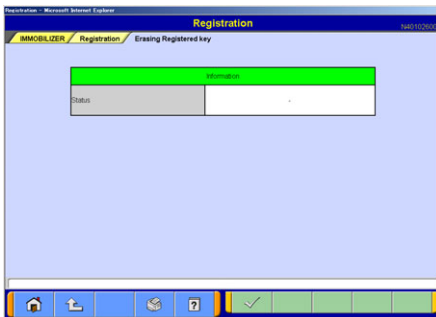 Registration - Microsoft Internet Explorer
Registration
N40102600
IMMOBILIZER Registration Erasing Registered key
Information
Status -
?